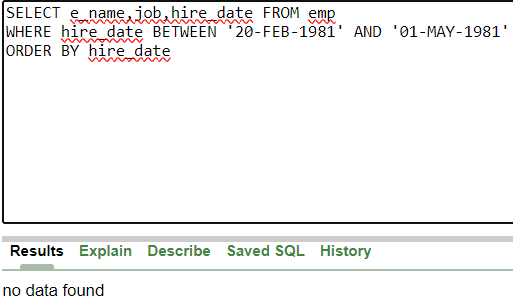 SELECT e_name,job,hire_date FROM emp
WHERE hire_date BETWEEN '20-FEB-1981' AND '01-MAY-1981'
ORDER BY hire_date
Results Explain Describe Saved SQL History
no data found